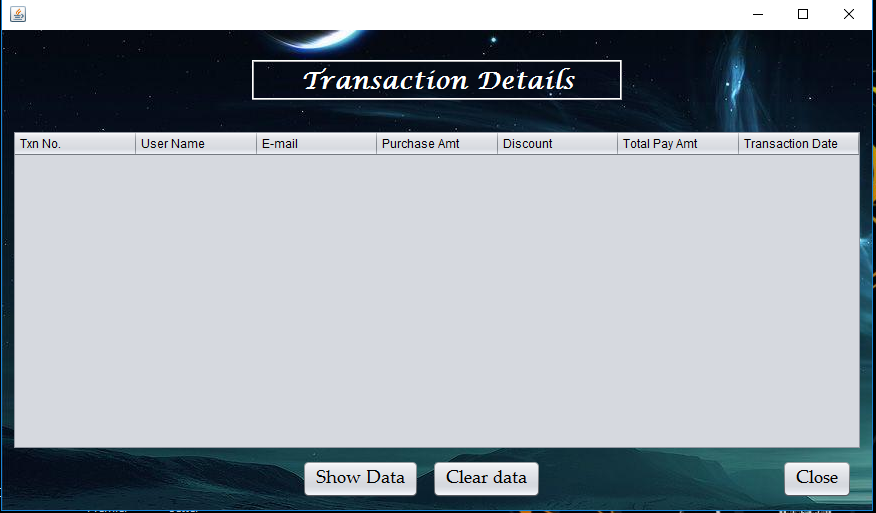 Transaction Details
Txn No. User Name E-mail Purchase Amt Discount Total Pay Amt Transaction Date
Show Data Clear data Close